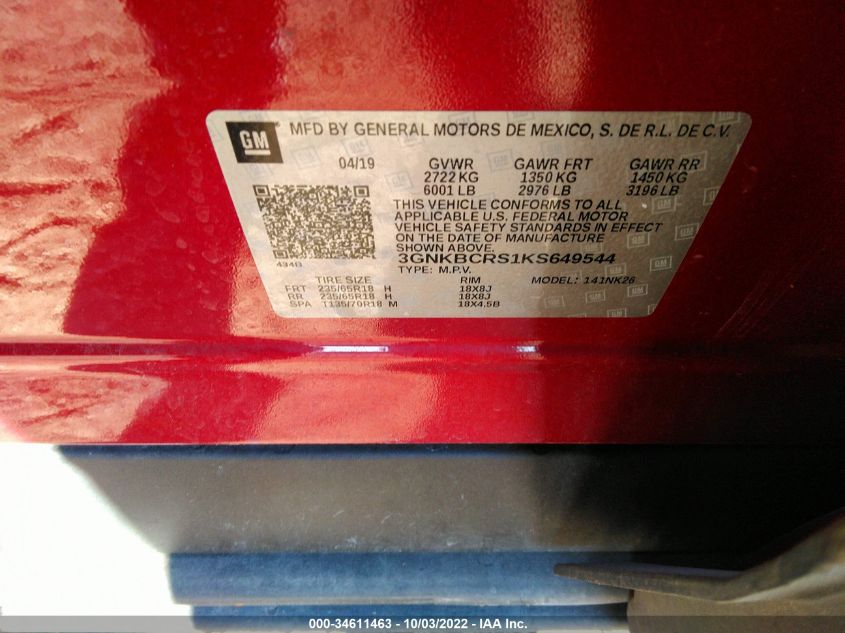 GM MFD BY GENERAL MOTORS DE MEXICO, S. DE R.L. DE C.V.
04/19 GVWR GAWR FRT GAWR RR
2722 KG 1350 KG 1450 KG
6001 LB 2976 LB 3196 LB
THIS VEHICLE CONFORMS TO ALL
APPLICABLE U.S. FEDERAL MOTOR
VEHICLE SAFETY STANDARDS IN EFFECT
ON THE DATE OF MANUFACTURE
SHOWN ABOVE.
434B 3GNKBCRS1KS649544
TYPE: M.P.V. MODEL: 141NK26
TIRE SIZE RIM
FRT 235/65R18 H 18X8J
RR 235/65R18 H 18X8J
SPA T135/70R18 M 18X4.5B
000-34611463 - 10/03/2022 - IAA Inc.